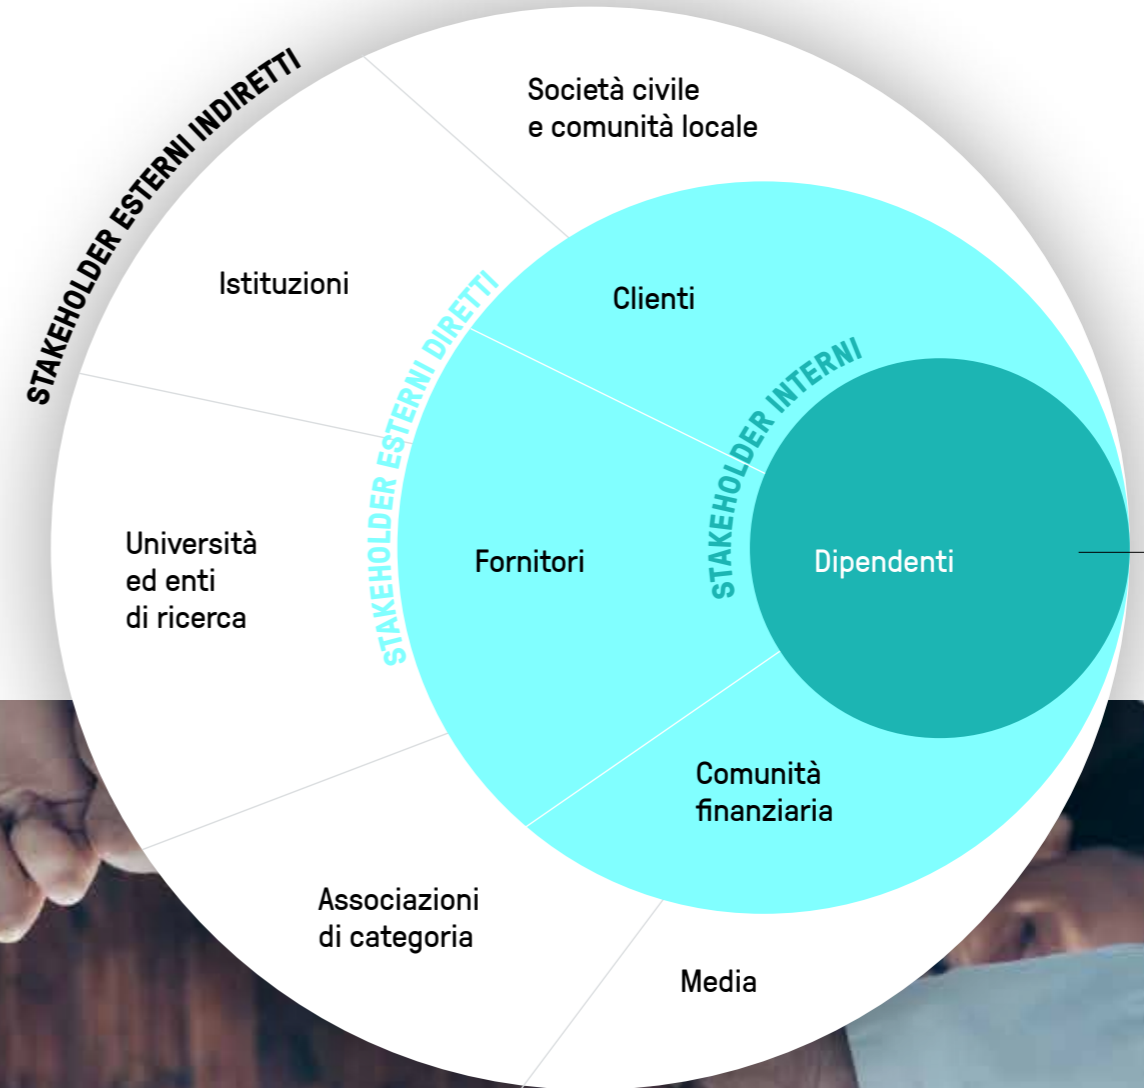 STAKEHOLDER ESTERNI INDIRETTI
Società civile
e comunità locale
Istituzioni
Clienti
STAKEHOLDER ESTERNI DIRETTI
STAKEHOLDER INTERNI
Università
ed enti
di ricerca
Fornitori
Dipendenti
Comunità
finanziaria
Associazioni
di categoria
Media